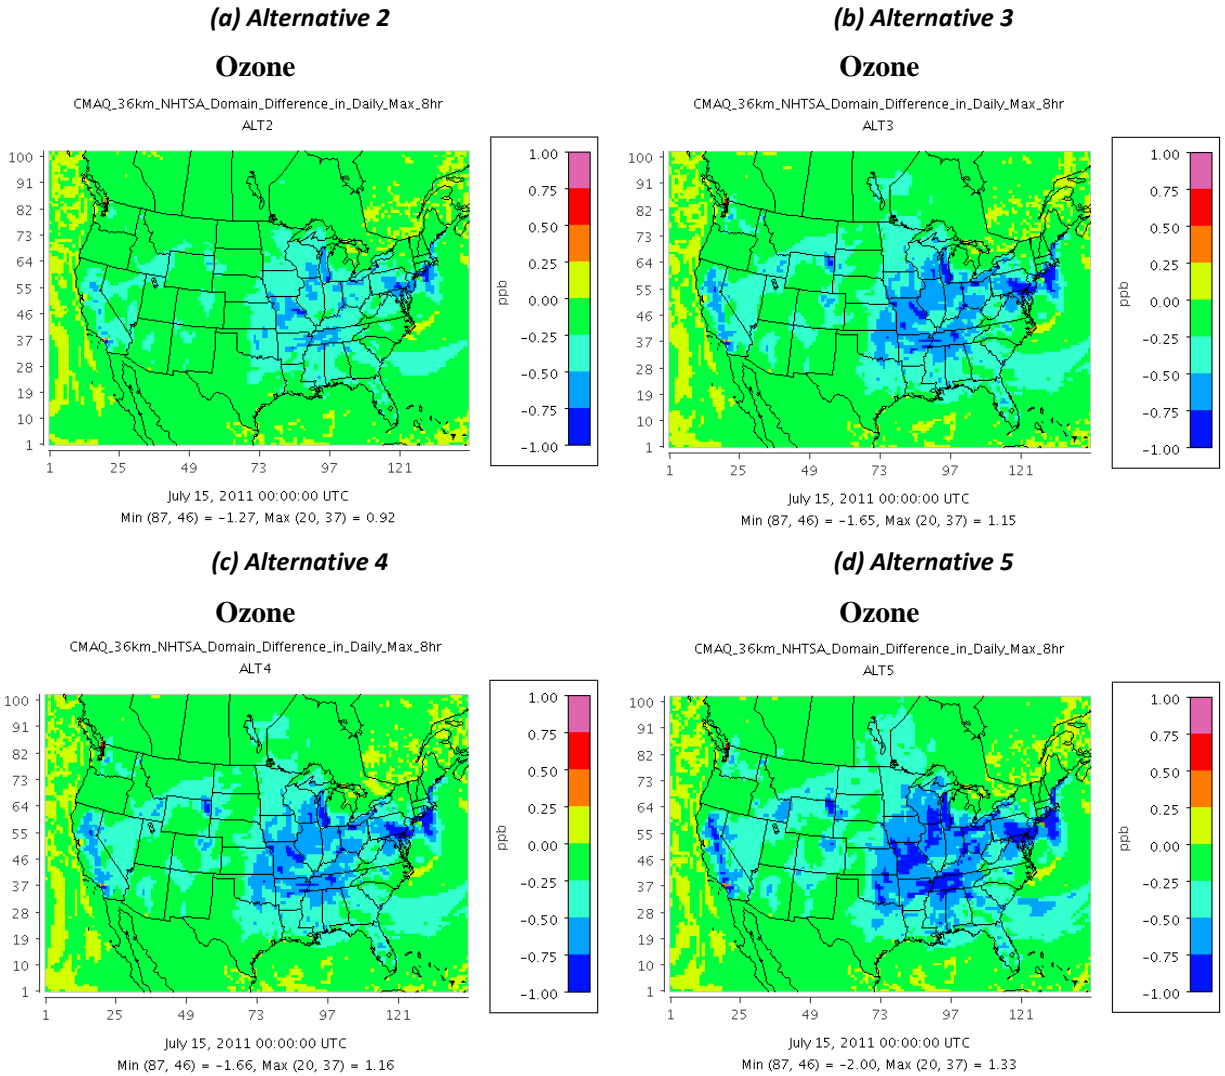 (a) Alternative 2
Ozone
CMAQ_36km_NHTSA_Domain_Difference_in_Daily_Max_8hr
ALT2
100
91
82
73
64
55
46
37
28
19
10
1
1 25 49 73 97 121
1.00
0.75
0.50
0.25
0.00
-0.25
-0.50
-0.75
-1.00
ppb
July 15, 2011 00:00:00 UTC
Min (87, 46) = -1.27, Max (20, 37) = 0.92
(b) Alternative 3
Ozone
CMAQ_36km_NHTSA_Domain_Difference_in_Daily_Max_8hr
ALT3
100
91
82
73
64
55
46
37
28
19
10
1
1 25 49 73 97 121
1.00
0.75
0.50
0.25
0.00
-0.25
-0.50
-0.75
-1.00
ppb
July 15, 2011 00:00:00 UTC
Min (87, 46) = -1.65, Max (20, 37) = 1.15
(c) Alternative 4
Ozone
CMAQ_36km_NHTSA_Domain_Difference_in_Daily_Max_8hr
ALT4
100
91
82
73
64
55
46
37
28
19
10
1
1 25 49 73 97 121
1.00
0.75
0.50
0.25
0.00
-0.25
-0.50
-0.75
-1.00
ppb
July 15, 2011 00:00:00 UTC
Min (87, 46) = -1.66, Max (20, 37) = 1.16
(d) Alternative 5
Ozone
CMAQ_36km_NHTSA_Domain_Difference_in_Daily_Max_8hr
ALT5
100
91
82
73
64
55
46
37
28
19
10
1
1 25 49 73 97 121
1.00
0.75
0.50
0.25
0.00
-0.25
-0.50
-0.75
-1.00
ppb
July 15, 2011 00:00:00 UTC
Min (87, 46) = -2.00, Max (20, 37) = 1.33